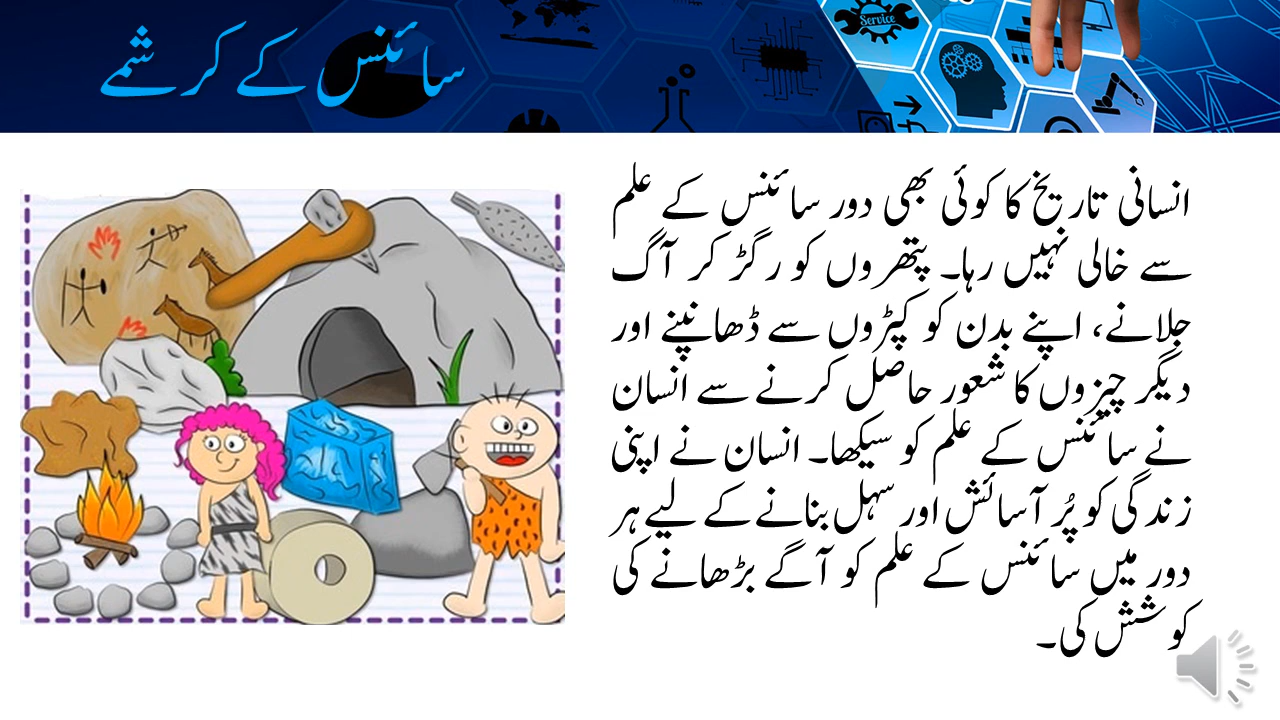 سائنس کے کرشمے
Service
انسانی تاریخ کا کوئی بھی دور سائنس کے علم
سے خالی نہیں رہا۔ پتھروں کو رگڑ کر آگ
جلانے، اپنے بدن کو کپڑوں سے ڈھانپنے اور
دیگر چیزوں کا شعور حاصل کرنے سے انسان
نے سائنس کے علم کو سیکھا۔ انسان نے اپنی
زندگی کو پُر آسائش اور سہل بنانے کے لیے ہر
دور میں سائنس کے علم کو آگے بڑھانے کی
کوشش کی۔